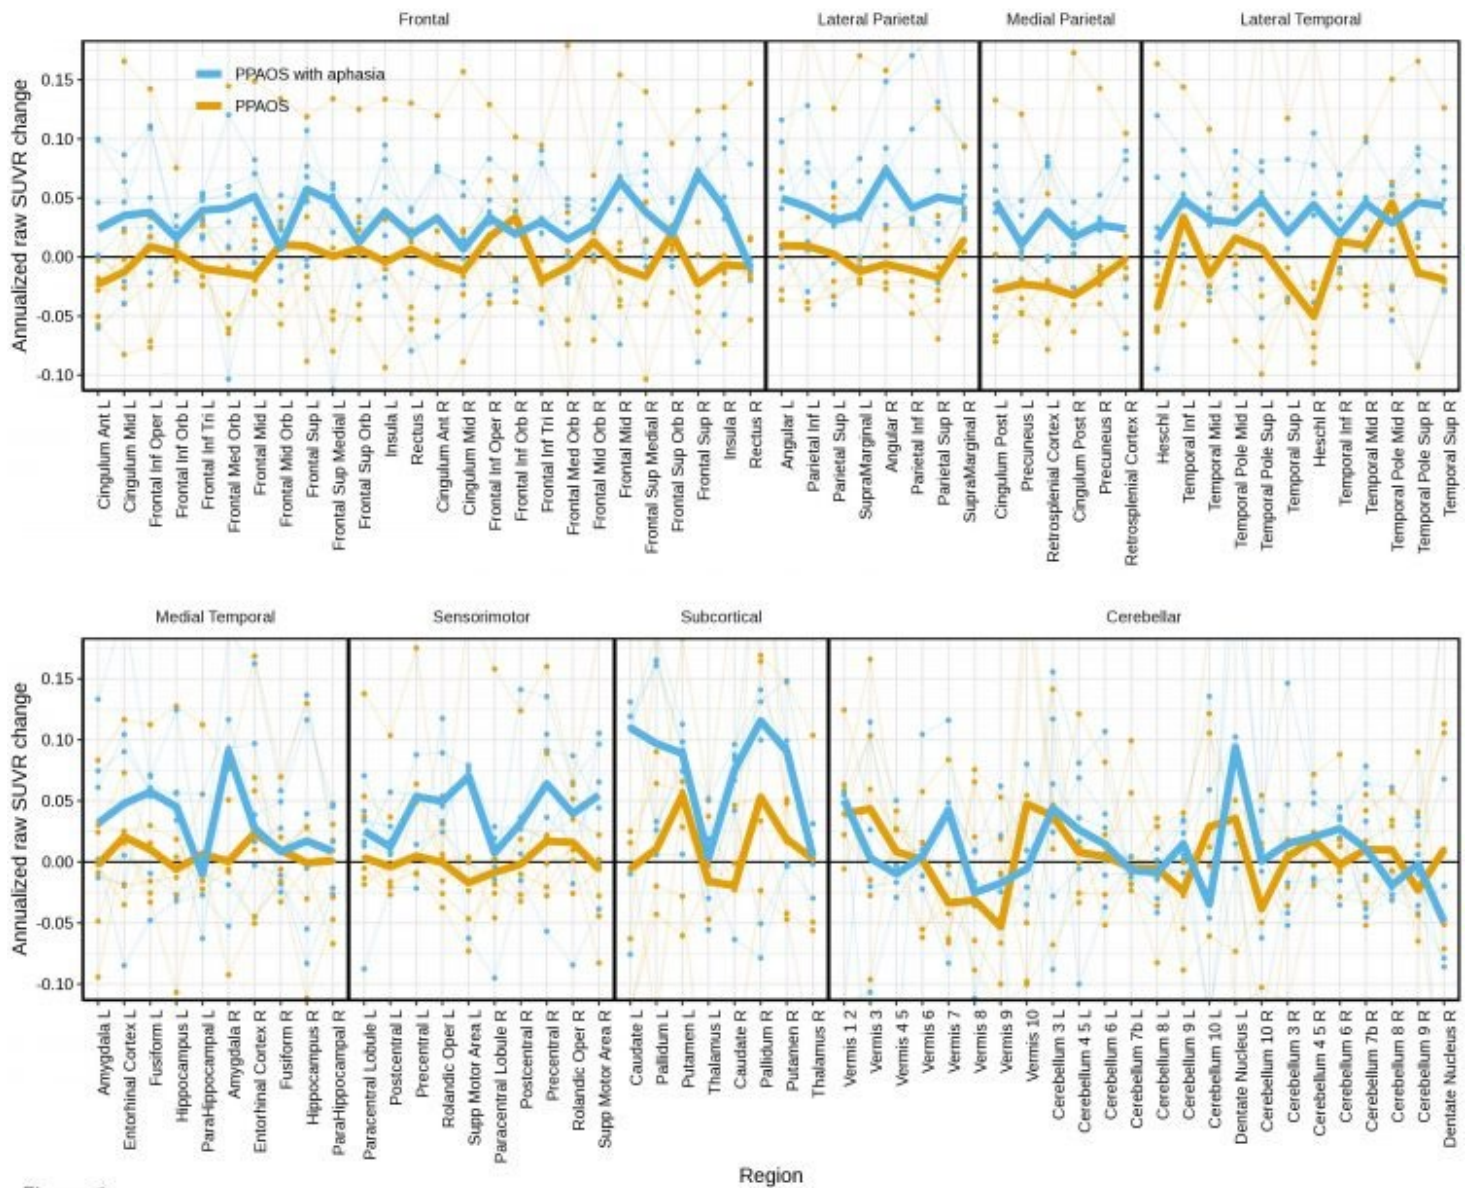 Frontal
Lateral Parietal
Medial Parietal
Lateral Temporal
PPAOS with aphasia
PPAOS
Annualized raw SUVR change
0.15
0.10
0.05
0.00
-0.05
-0.10
Cingulum Ant L
Cingulum Mid L
Frontal Inf Oper L
Frontal Inf Orb L
Frontal Inf Tri L
Frontal Med Orb L
Frontal Mid L
Frontal Mid Orb L
Frontal Sup L
Frontal Sup Medial L
Frontal Sup Orb L
Insula L
Rectus L
Cingulum Ant R
Cingulum Mid R
Frontal Inf Oper R
Frontal Inf Orb R
Frontal Inf Tri R
Frontal Med Orb R
Frontal Mid Orb R
Frontal Mid R
Frontal Sup Medial R
Frontal Sup Orb R
Frontal Sup R
Insula R
Rectus R
Angular L
Parietal Inf L
Parietal Sup L
SupraMarginal L
Angular R
Parietal Inf R
Parietal Sup R
SupraMarginal R
Cingulum Post L
Precuneus L
Retrosplenial Cortex L
Cingulum Post R
Precuneus R
Retrosplenial Cortex R
Heschl L
Temporal Inf L
Temporal Mid L
Temporal Pole Mid L
Temporal Pole Sup L
Temporal Sup L
Heschl R
Temporal Inf R
Temporal Mid R
Temporal Pole Mid R
Temporal Pole Sup R
Temporal Sup R
Medial Temporal
Sensorimotor
Subcortical
Cerebellar
Annualized raw SUVR change
0.15
0.10
0.05
0.00
-0.05
-0.10
Amygdala L
Entorhinal Cortex L
Fusiform L
Hippocampus L
ParaHippocampal L
Amygdala R
Entorhinal Cortex R
Fusiform R
Hippocampus R
ParaHippocampal R
Paracentral Lobule L
Postcentral L
Precentral L
Rolandic Oper L
Supp Motor Area L
Paracentral Lobule R
Postcentral R
Precentral R
Rolandic Oper R
Supp Motor Area R
Caudate L
Pallidum L
Putamen L
Thalamus L
Caudate R
Pallidum R
Putamen R
Thalamus R
Vermis 1 2
Vermis 3
Vermis 4 5
Vermis 6
Vermis 7
Vermis 8
Vermis 9
Vermis 10
Cerebellum 3 L
Cerebellum 4 5 L
Cerebellum 6 L
Cerebellum 7b L
Cerebellum 8 L
Cerebellum 9 L
Cerebellum 10 L
Dentate Nucleus L
Cerebellum 10 R
Cerebellum 3 R
Cerebellum 4 5 R
Cerebellum 6 R
Cerebellum 7b R
Cerebellum 8 R
Cerebellum 9 R
Dentate Nucleus R
Region